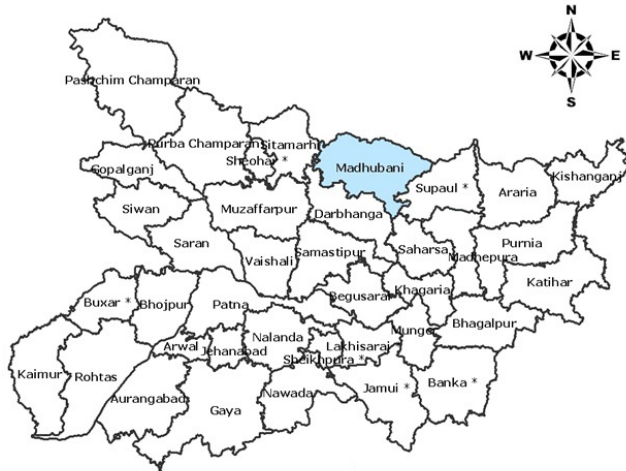 N
W E
S
Pashchim Champaran
Purba Champaran
Sitamarhi
Sheohar *
Madhubani
Gopalganj
Supaul *
Araria
Kishanganj
Siwan
Muzaffarpur
Darbhanga
Saran
Vaishali
Samastipur
Saharsa
Madhepura
Purnia
Katihar
Buxar *
Bhojpur
Patna
Begusarai
Khagaria
Bhagalpur
Arwal
Jehanabad
Nalanda
Lakhisarai
Munger
Sheikhpura *
Kaimur
Rohtas
Aurangabad
Gaya
Nawada
Jamui *
Banka *